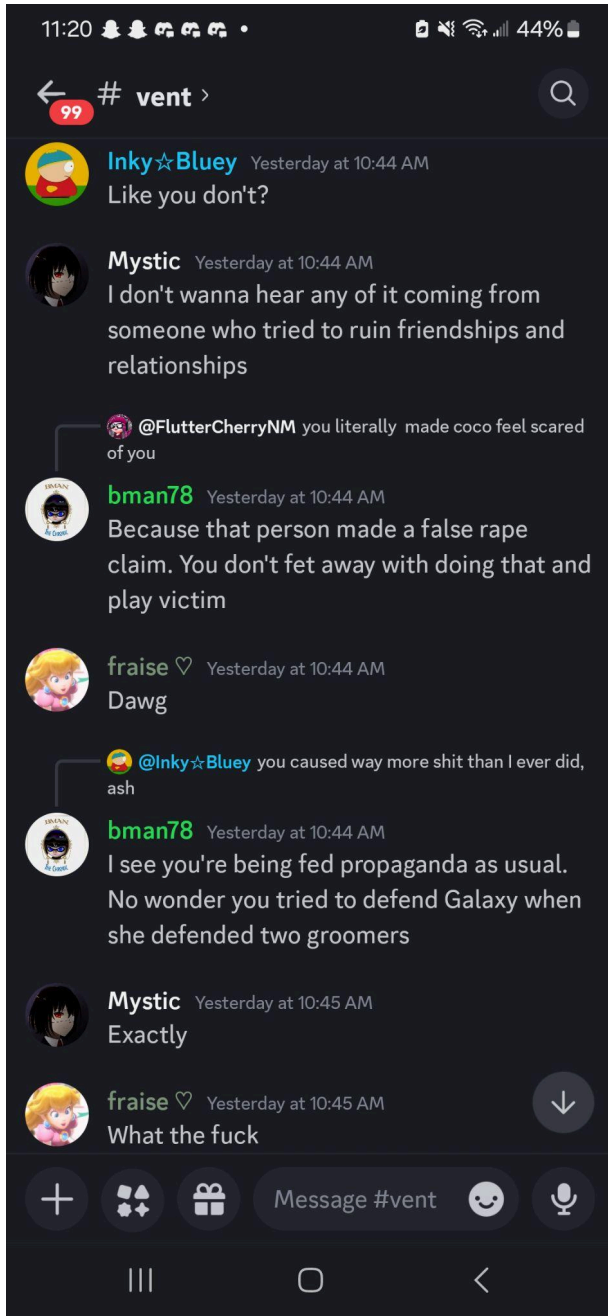 11:20
44%
99
# vent >
Inky☆Bluey Yesterday at 10:44 AM
Like you don't?
Mystic Yesterday at 10:44 AM
I don't wanna hear any of it coming from
someone who tried to ruin friendships and
relationships
@FlutterCherryNM you literally made coco feel scared
of you
BMAN
bman78 Yesterday at 10:44 AM
Because that person made a false rape
claim. You don't fet away with doing that and
play victim
fraise ♡ Yesterday at 10:44 AM
Dawg
@Inky☆Bluey you caused way more shit than I ever did,
ash
BMAN
bman78 Yesterday at 10:44 AM
I see you're being fed propaganda as usual.
No wonder you tried to defend Galaxy when
she defended two groomers
Mystic Yesterday at 10:45 AM
Exactly
fraise ♡ Yesterday at 10:45 AM
What the fuck
Message #vent